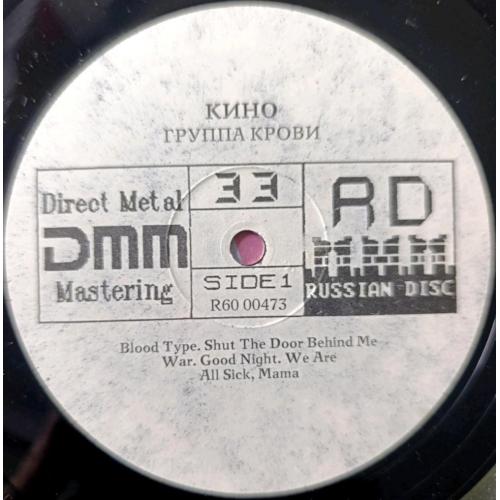 КИНО
ГРУППА КРОВИ
Direct Metal
DMM
Mastering
33
SIDE 1
R60 00473
RD
RUSSIAN DISC
Blood Type. Shut The Door Behind Me
War. Good Night. We Are
All Sick, Mama